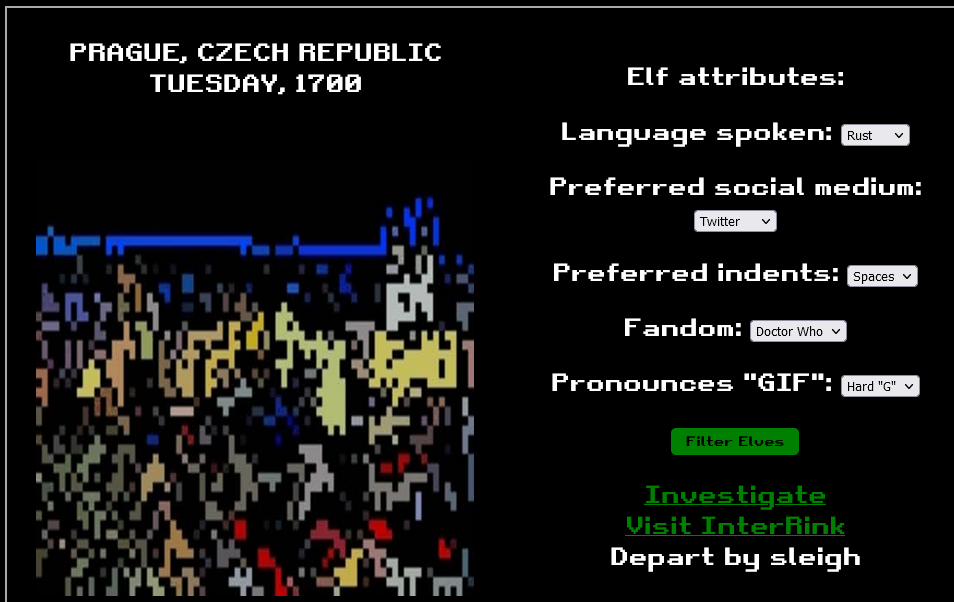 PRAGUE, CZECH REPUBLIC
TUESDAY, 1700
Elf attributes:
Language spoken: Rust
Preferred social medium:
Twitter
Preferred indents: Spaces
Fandom: Doctor Who
Pronounces "GIF": Hard "G"
Filter Elves
Investigate
Visit InterRink
Depart by sleigh